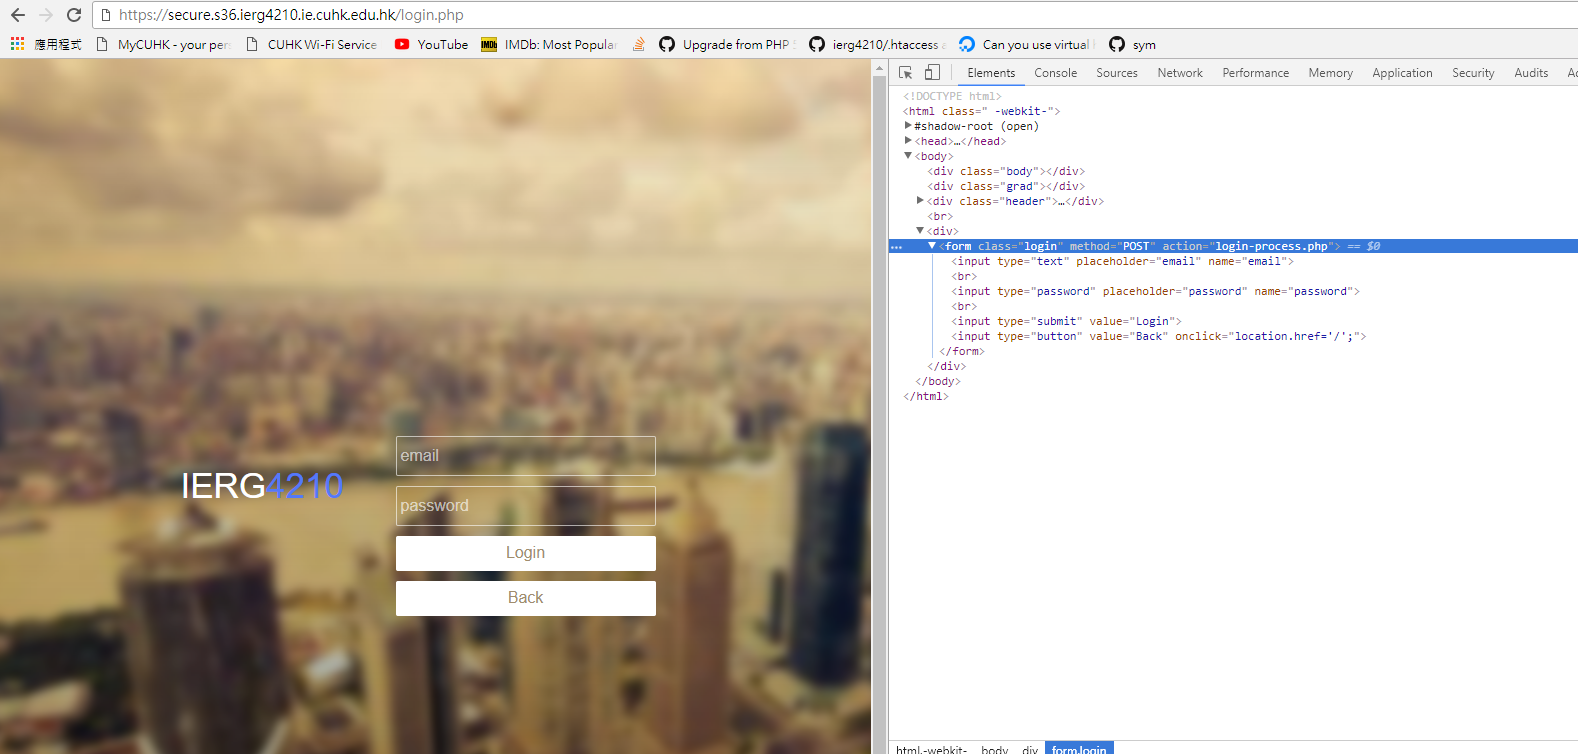 https://secure.s36.ierg4210.ie.cuhk.edu.hk/login.php
應用程式 MyCUHK - your pers CUHK Wi-Fi Service YouTube IMDb: Most Popula Upgrade from PHP 5 ierg4210/.htaccess a Can you use virtual h sym
Elements Console Sources Network Performance Memory Application Security Audits
<!DOCTYPE html>
<html class=" -webkit-">
#shadow-root (open)
<head>…</head>
<body>
<div class="body"></div>
<div class="grad"></div>
<div class="header">…</div>
<br>
<div>
<form class="login" method="POST" action="login-process.php"> == $0
<input type="text" placeholder="email" name="email">
<br>
<input type="password" placeholder="password" name="password">
<br>
<input type="submit" value="Login">
<input type="button" value="Back" onclick="location.href='/';">
</form>
</div>
</body>
</html>
IERG4210
email
password
Login
Back
html.-webkit- body div form.login